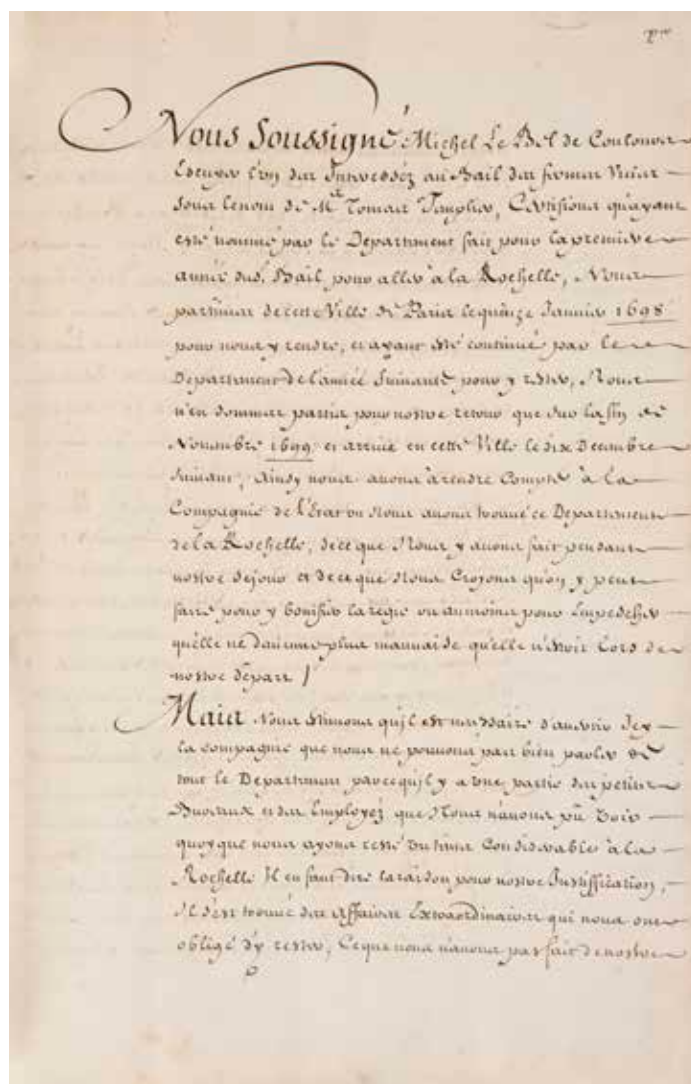 Nous Soussigné Michel Le Bel de Coulonver
Escuyer l'un des Interessez au Bail des fermes Unies
sous le nom de Mr Tomas Templier, Certifions qu'ayant
esté nommé par le Departement fait pour la premiere
année dud. Bail pour aller à la Rochelle, Nous
partimes de cette Ville de Paris le quinze Janvier 1698
pour nous y rendre, et ayant esté continué par le
Departement de l'année suivante pour y rester, Nous
n'en sommes partis pour nostre retour que sur la fin de
Novembre 1699 et arrivé en cette Ville le dix Decembre
suivant, Ainsy nous avons à rendre Compte à la
Compagnie de l'Etat ou Nous avons trouvé ce Departement
de la Rochelle, de ce que Nous y avons fait pendant
nostre sejour et de ce que Nous Croyons qu'on y peut
faire pour y bonifier la regie ou au moins pour Empescher
qu'elle ne devienne plus mauvaise qu'elle n'estoit lors de
nostre depart /
Mais Nous estimons qu'il est necessaire d'avertir Icy
la compagnie que nous ne pouvons pas bien parler de
tout le Departement parce qu'il y a une partie des petits
Bureaux et des Employez que Nous n'avons pû voir
quoyque nous ayons resté un tems Considerable à la
Rochelle Il en faut dire la raison pour nostre Justiffication,
Il s'est trouvé des Affaires Extraordinaires qui nous ont
obligé d'y rester, Ce que nous n'avons pas fait de nostre